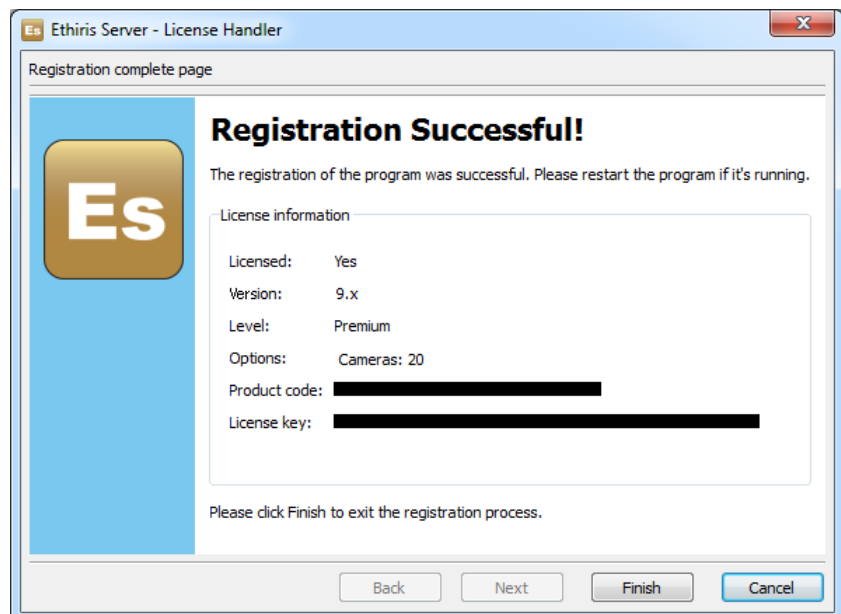 Es Ethiris Server - License Handler
Registration complete page
Es
Registration Successful!
The registration of the program was successful. Please restart the program if it's running.
License information
Licensed: Yes
Version: 9.x
Level: Premium
Options: Cameras: 20
Product code:
License key:
Please click Finish to exit the registration process.
Back Next Finish Cancel